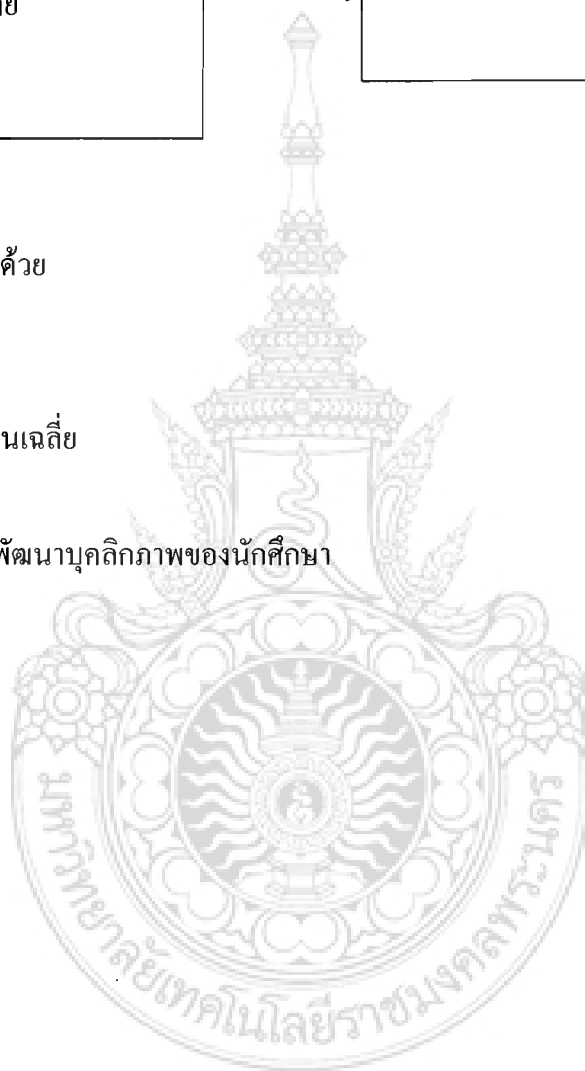 ด้วย
นเฉลี่ย
พัฒนาบุคลิกภาพของนักศึกษา
มหาวิทยาลัยเทคโนโลยีราชมงคลพระนคร